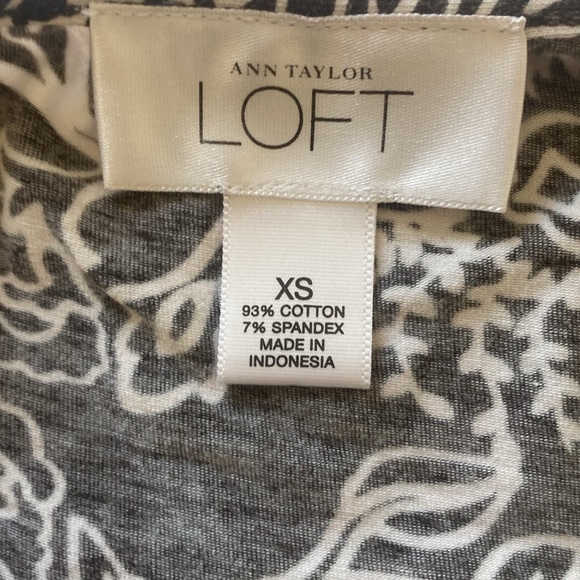 ANN TAYLOR
LOFT
XS
93% COTTON
7% SPANDEX
MADE IN
INDONESIA